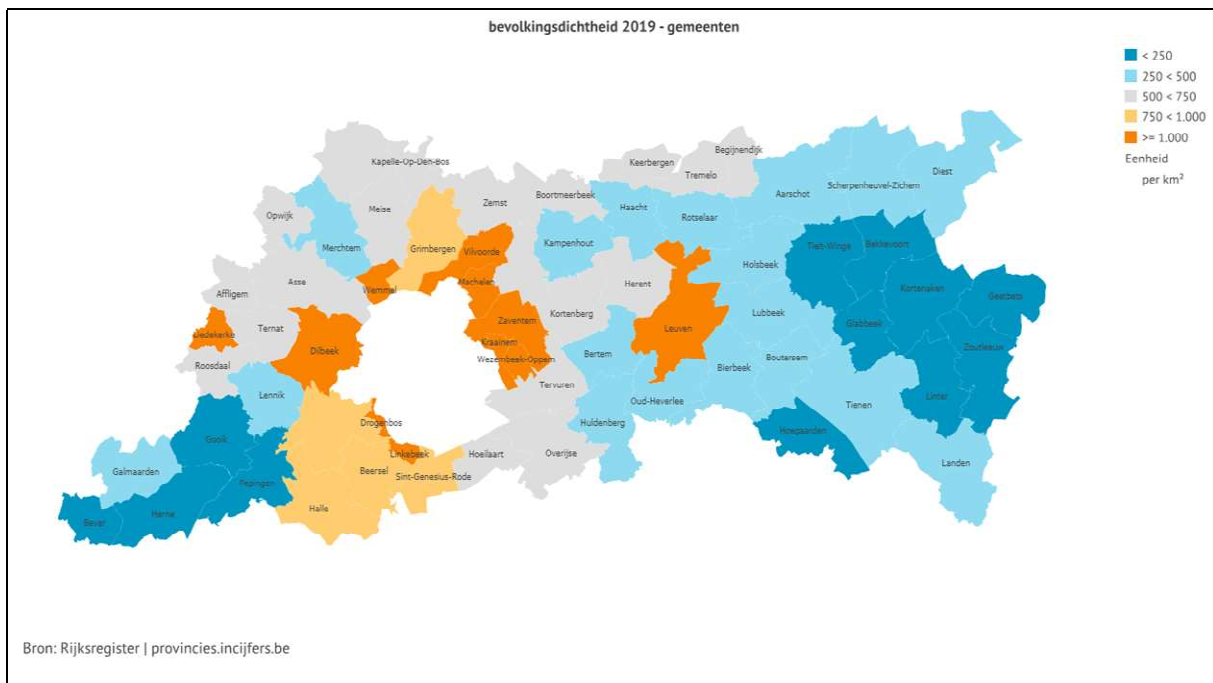 bevolkingsdichtheid 2019 - gemeenten
< 250
250 < 500
500 < 750
750 < 1.000
>= 1.000
Eenheid
per km²
Kapelle-Op-Den-Bos
Keerbergen
Begijnendijk
Tremelo
Diest
Scherpenheuvel-Zichem
Aarschot
Boortmeerbeek
Zemst
Meise
Opwijk
Haacht
Rotselaar
Merchtem
Grimbergen
Vilvoorde
Kampenhout
Tielt-Winge
Bekkevoort
Holsbeek
Asse
Wemmel
Machelen
Herent
Kortenaken
Geetbets
Affligem
Ternat
Liedekerke
Dilbeek
Zaventem
Kortenberg
Leuven
Lubbeek
Glabbeek
Zoutleeuw
Kraainem
Wezembeek-Oppem
Bertem
Boutersem
Roosdaal
Bierbeek
Tervuren
Lennik
Oud-Heverlee
Linter
Tienen
Drogenbos
Huldenberg
Hoegaarden
Gooik
Linkebeek
Hoeilaart
Overijse
Galmaarden
Beersel
Sint-Genesius-Rode
Landen
Pepingen
Halle
Herne
Bever
Bron: Rijksregister | provincies.incijfers.be